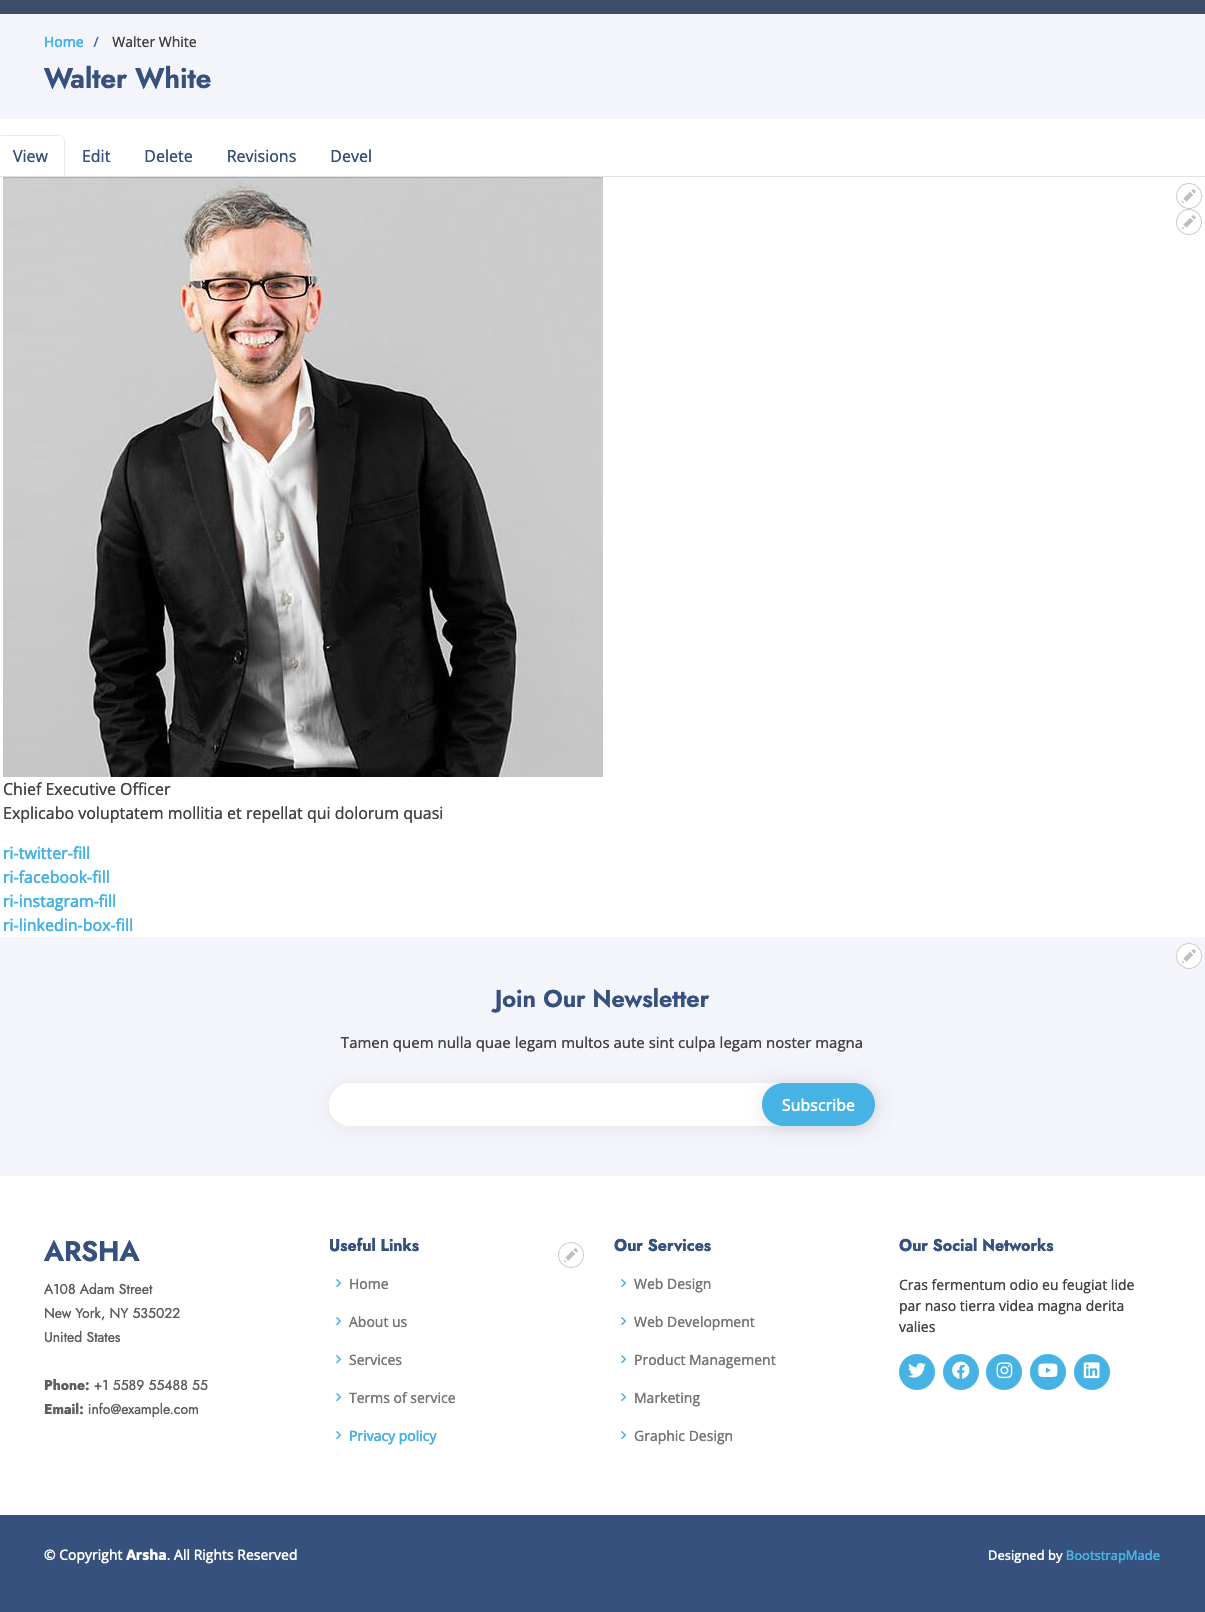 Home / Walter White
Walter White
View Edit Delete Revisions Devel
Chief Executive Officer
Explicabo voluptatem mollitia et repellat qui dolorum quasi
ri-twitter-fill
ri-facebook-fill
ri-instagram-fill
ri-linkedin-box-fill
Join Our Newsletter
Tamen quem nulla quae legam multos aute sint culpa legam noster magna
Subscribe
ARSHA
A108 Adam Street
New York, NY 535022
United States
Phone: +1 5589 55488 55
Email: info@example.com
Useful Links
Home
About us
Services
Terms of service
Privacy policy
Our Services
Web Design
Web Development
Product Management
Marketing
Graphic Design
Our Social Networks
Cras fermentum odio eu feugiat lide
par naso tierra videa magna derita
valies
© Copyright Arsha. All Rights Reserved
Designed by BootstrapMade